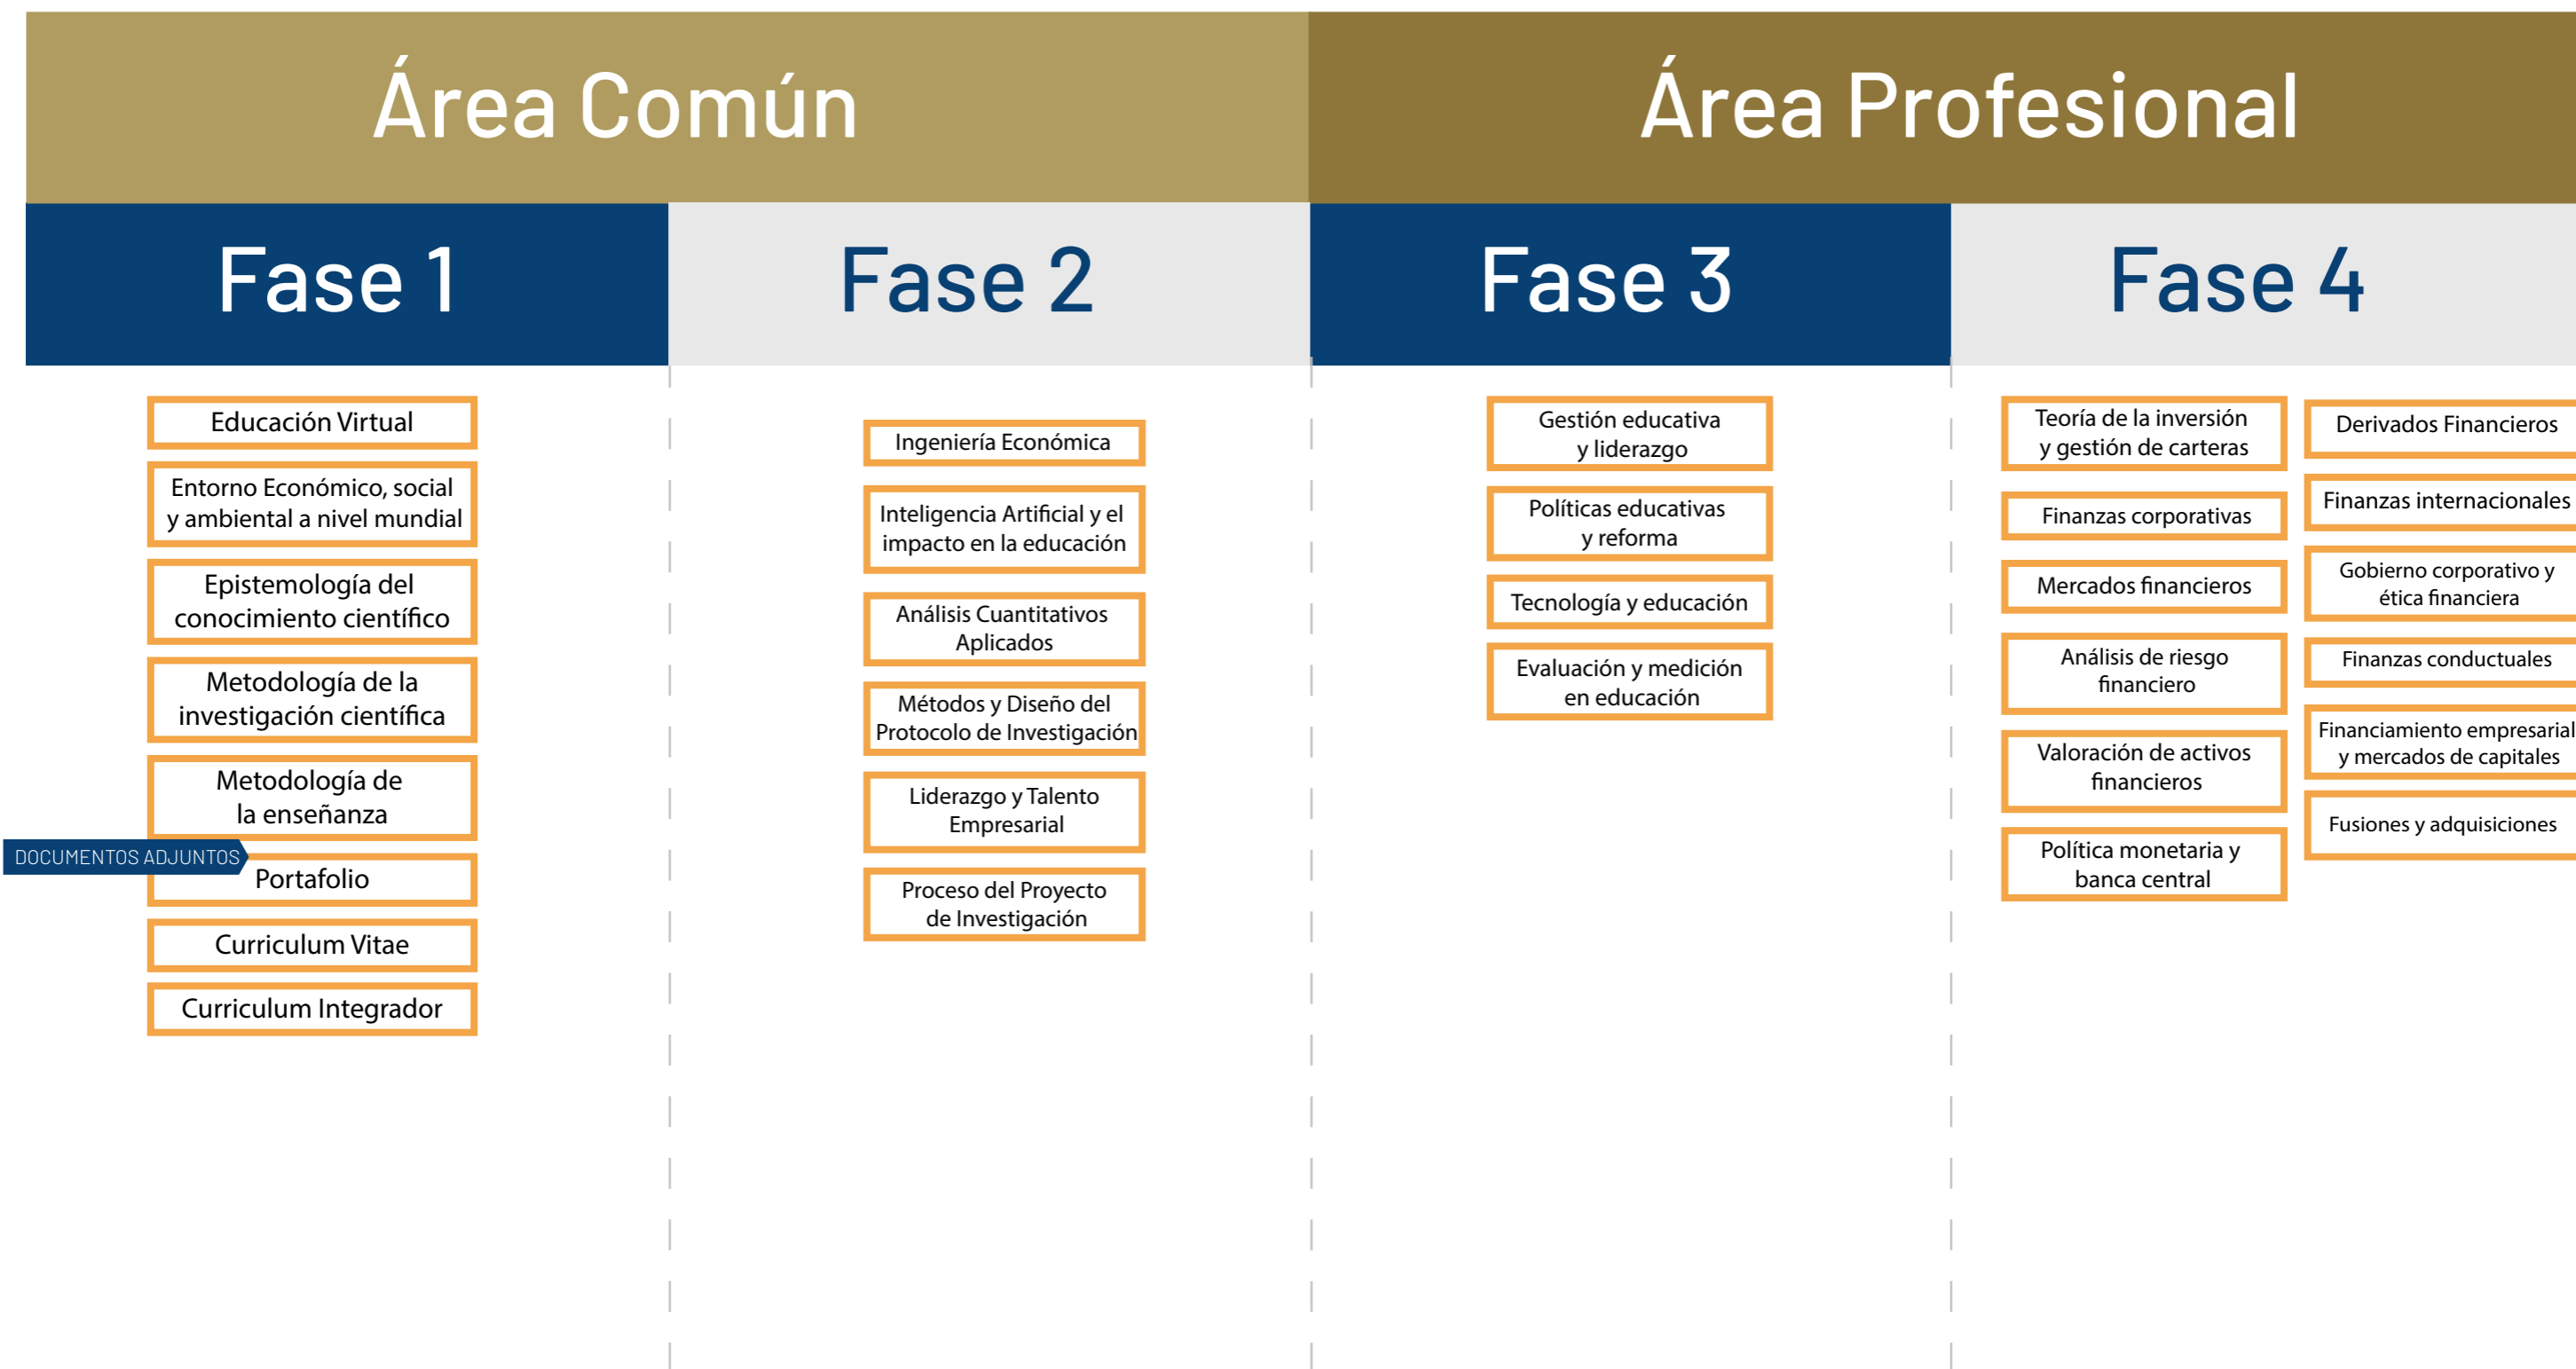 Área Común
Área Profesional
Fase 1
Fase 2
Fase 3
Fase 4
Educación Virtual
Entorno Económico, social
y ambiental a nivel mundial
Epistemología del
conocimiento científico
Metodología de la
investigación científica
Metodología de
la enseñanza
DOCUMENTOS ADJUNTOS
Portafolio
Curriculum Vitae
Curriculum Integrador
Ingeniería Económica
Inteligencia Artificial y el
impacto en la educación
Análisis Cuantitativos
Aplicados
Métodos y Diseño del
Protocolo de Investigación
Liderazgo y Talento
Empresarial
Proceso del Proyecto
de Investigación
Gestión educativa
y liderazgo
Políticas educativas
y reforma
Tecnología y educación
Evaluación y medición
en educación
Teoría de la inversión
y gestión de carteras
Finanzas corporativas
Mercados financieros
Análisis de riesgo
financiero
Valoración de activos
financieros
Política monetaria y
banca central
Derivados Financieros
Finanzas internacionales
Gobierno corporativo y
ética financiera
Finanzas conductuales
Financiamiento empresarial
y mercados de capitales
Fusiones y adquisiciones